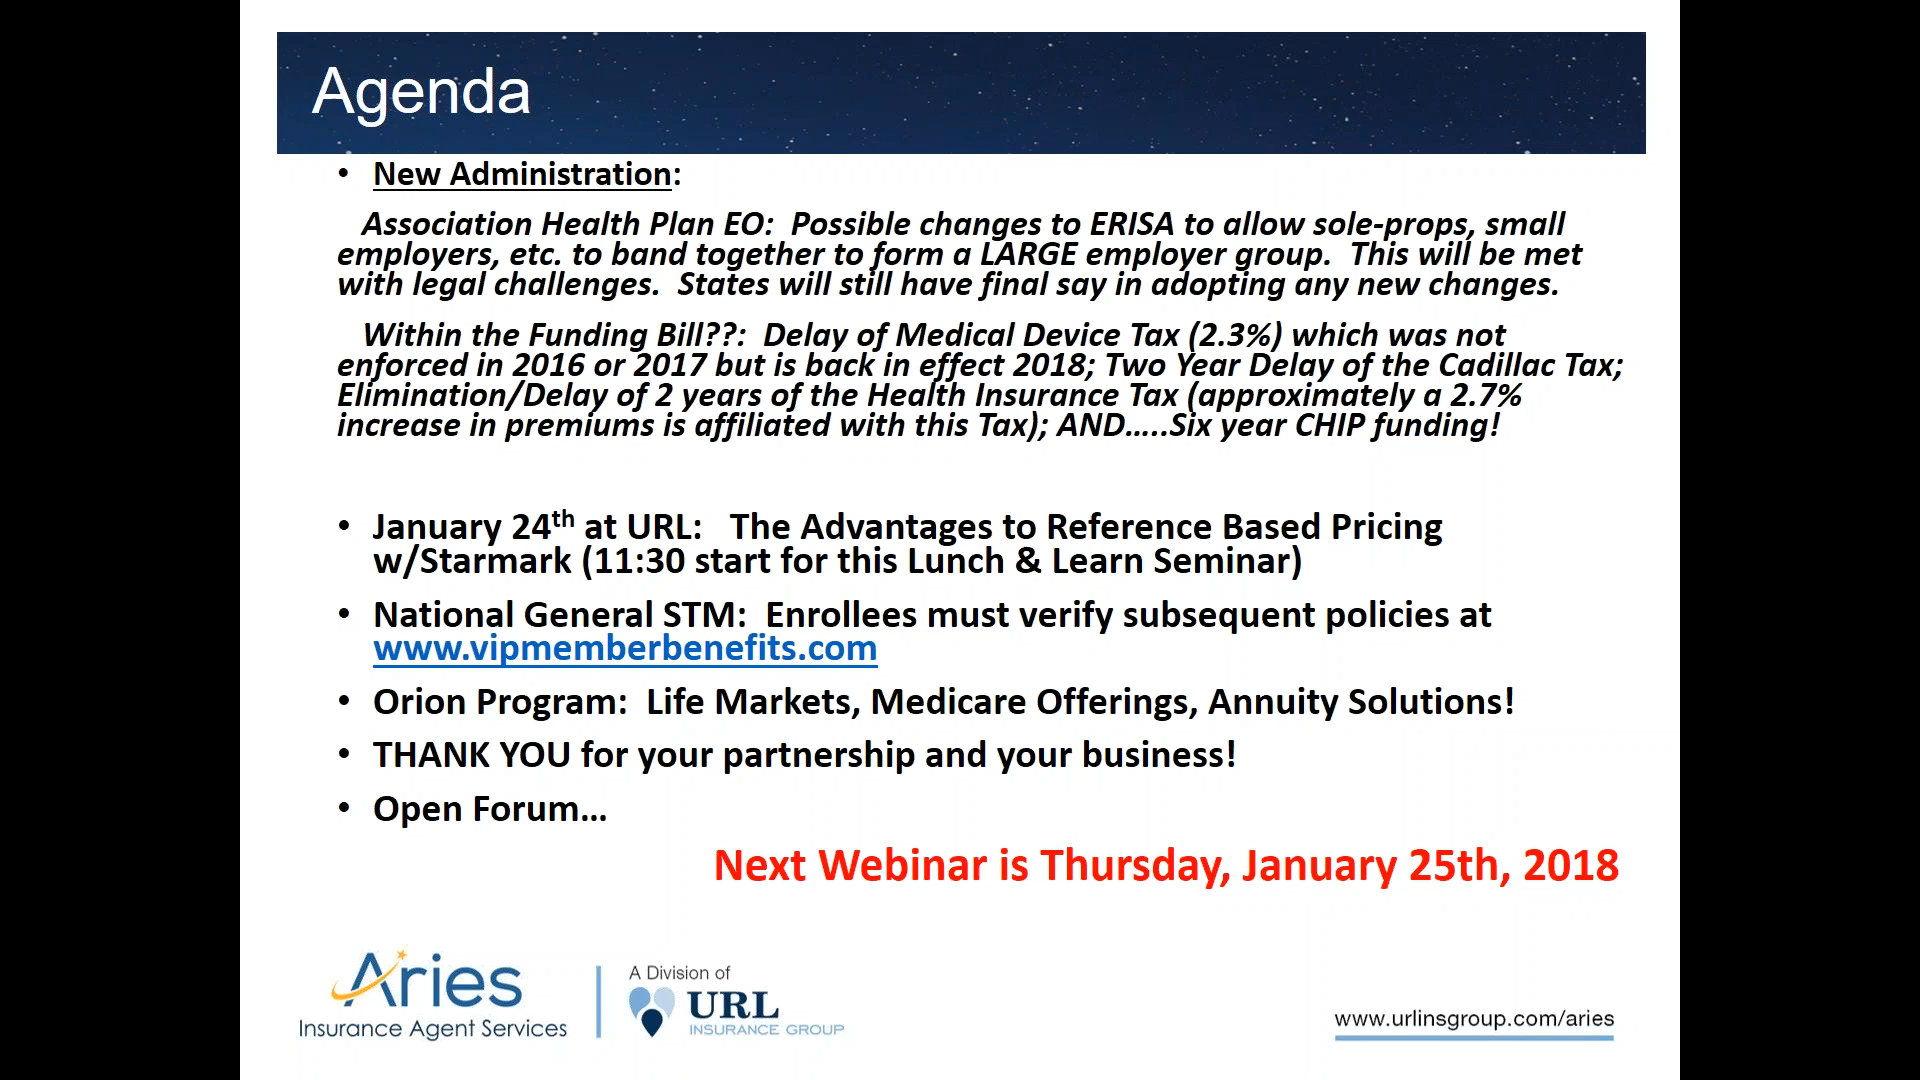 Agenda
• New Administration:
Association Health Plan EO:  Possible changes to ERISA to allow sole-props, small
employers, etc. to band together to form a LARGE employer group.  This will be met
with legal challenges.  States will still have final say in adopting any new changes.
Within the Funding Bill??:  Delay of Medical Device Tax (2.3%) which was not
enforced in 2016 or 2017 but is back in effect 2018; Two Year Delay of the Cadillac Tax;
Elimination/Delay of 2 years of the Health Insurance Tax (approximately a 2.7%
increase in premiums is affiliated with this Tax); AND…..Six year CHIP funding!
• January 24th at URL:   The Advantages to Reference Based Pricing
w/Starmark (11:30 start for this Lunch & Learn Seminar)
• National General STM:  Enrollees must verify subsequent policies at
www.vipmemberbenefits.com
• Orion Program:  Life Markets, Medicare Offerings, Annuity Solutions!
• THANK YOU for your partnership and your business!
• Open Forum…
Next Webinar is Thursday, January 25th, 2018
Aries
Insurance Agent Services
A Division of
URL
INSURANCE GROUP
www.urlinsgroup.com/aries